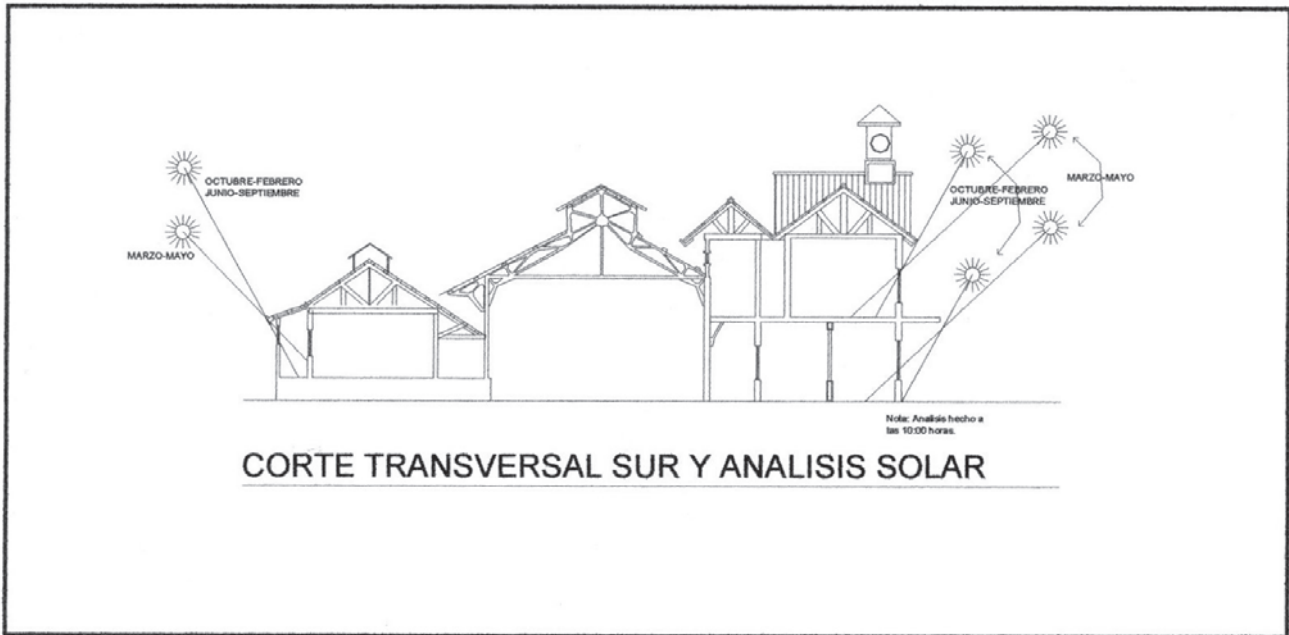 OCTUBRE-FEBRERO
JUNIO-SEPTIEMBRE
MARZO-MAYO
OCTUBRE-FEBRERO
JUNIO-SEPTIEMBRE
MARZO-MAYO
Nota: Analisis hecho a
las 10:00 horas.
CORTE TRANSVERSAL SUR Y ANALISIS SOLAR